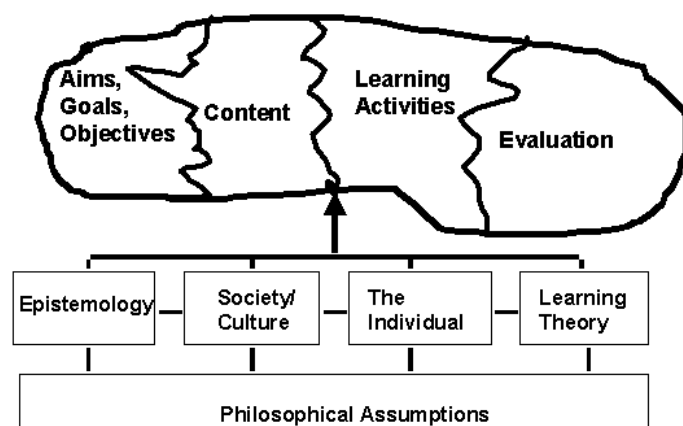 Aims,
Goals,
Objectives
Content
Learning
Activities
Evaluation
Epistemology
Society/
Culture
The
Individual
Learning
Theory
Philosophical Assumptions